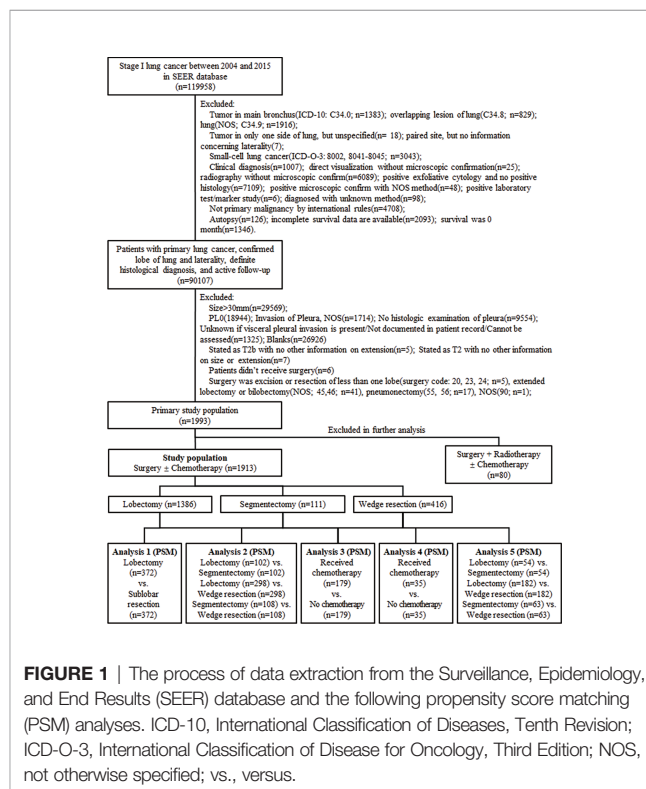 Stage I lung cancer between 2004 and 2015
in SEER database
(n=119958)
Excluded:
Tumor in main bronchus(ICD-10: C34.0; n=1383); overlapping lesion of lung(C34.8; n=829);
lung(NOS; C34.9; n=1916)
Tumor in only one side of lung, but unspecified(n= 18); paired site, but no information
concerning laterality(7);
Small-cell lung cancer(ICD-O-3: 8002, 8041-8045; n=3043)
Clinical diagnosis(n=1007); direct visualization without microscopic confirmation(n=25);
radiography without microscopic confirm(n=6089); positive exfoliative cytology and no positive
histology(n=7109); positive microscopic confirm with NOS method(n=48); positive laboratory
test/marker study(n=6); diagnosed with unknown method(n=98);
Not primary malignancy by international rules(n=4708)
Autopsy(n=126); incomplete survival data are available(n=2093); survival was 0
month(n=1346).
Patients with primary lung cancer, confirmed
lobe of lung and laterality, definite
histological diagnosis, and active follow-up
(n=90107)
Excluded:
Size>30mm(n=29569);
PL0(18944); Invasion of Pleura, NOS(n=1714); No histologic examination of pleura(n=9554);
Unknown if visceral pleural invasion is present/Not documented in patient record/Cannot be
assessed(n=1325); Blanks(n=26926)
Stated as T2b with no other information on extension(n=5); Stated as T2 with no other information
on size or extension(n=7)
Patients didn't receive surgery(n=6)
Surgery was excision or resection of less than one lobe(surgery code: 20, 23, 24; n=5), extended
lobectomy or bilobectomy(NOS; 45,46; n=41), pneumonectomy(55, 56; n=17), NOS(90; n=1);
Primary study population
(n=1993)
Excluded in further analysis
Study population
Surgery ± Chemotherapy (n=1913)
Surgery + Radiotherapy
± Chemotherapy
(n=80)
Lobectomy (n=1386)
Segmentectomy (n=111)
Wedge resection (n=416)
Analysis 1 (PSM)
Lobectomy
(n=372)
vs.
Sublobar
resection
(n=372)
Analysis 2 (PSM)
Lobectomy (n=102) vs.
Segmentectomy (n=102)
Lobectomy (n=298) vs.
Wedge resection (n=298)
Segmentectomy (n=108) vs.
Wedge resection (n=108)
Analysis 3 (PSM)
Received
chemotherapy
(n=179)
vs.
No chemotherapy
(n=179)
Analysis 4 (PSM)
Received
chemotherapy
(n=35)
vs.
No chemotherapy
(n=35)
Analysis 5 (PSM)
Lobectomy (n=54) vs.
Segmentectomy (n=54)
Lobectomy (n=182) vs.
Wedge resection (n=182)
Segmentectomy (n=63) vs.
Wedge resection (n=63)
FIGURE 1 | The process of data extraction from the Surveillance, Epidemiology,
and End Results (SEER) database and the following propensity score matching
(PSM) analyses. ICD-10, International Classification of Diseases, Tenth Revision;
ICD-O-3, International Classification of Disease for Oncology, Third Edition; NOS,
not otherwise specified; vs., versus.